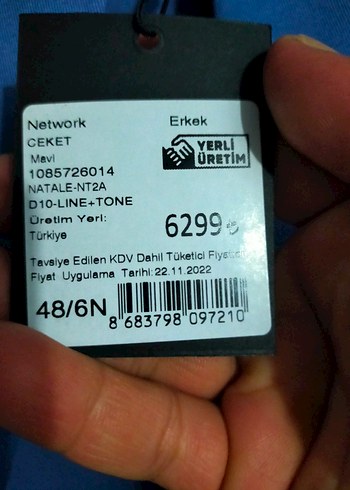 Network Erkek
CEKET
Mavi
YERLİ
ÜRETİM
1085726014
NATALE-NT2A
D10-LINE+TONE
Üretim Yeri:
6299 ₺
Türkiye
Tavsiye Edilen KDV Dahil Tüketici Fiyatıdır
Fiyat Uygulama Tarihi:22.11.2022
48/6N
8 683798 097210